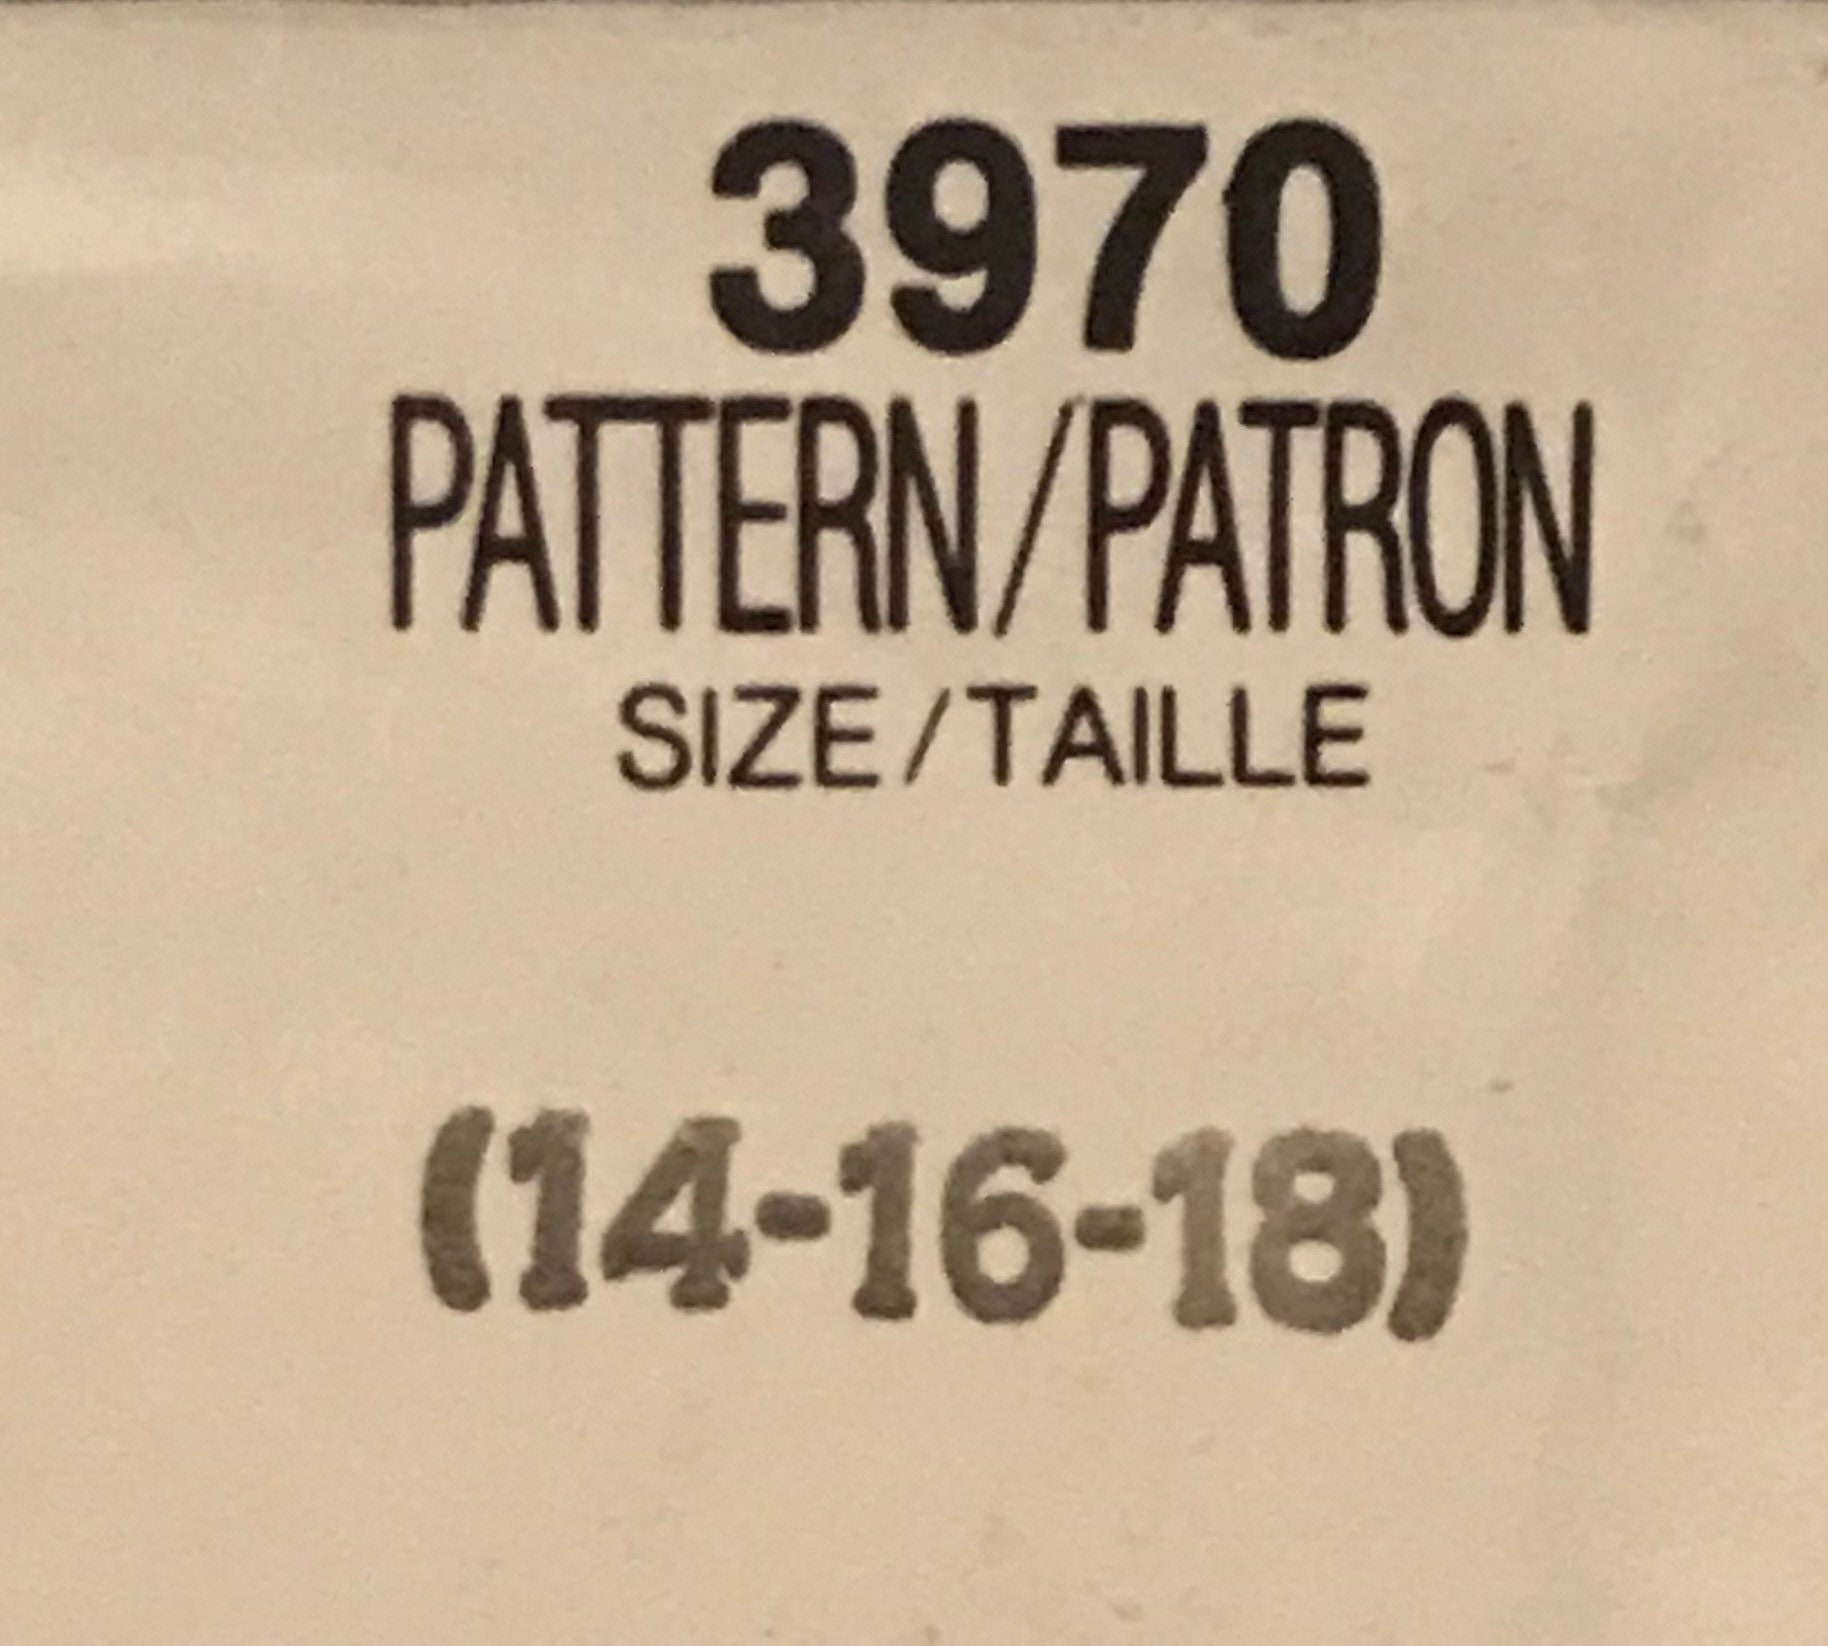 3970
PATTERN/PATRON
SIZE/TAILLE
(14-16-18)